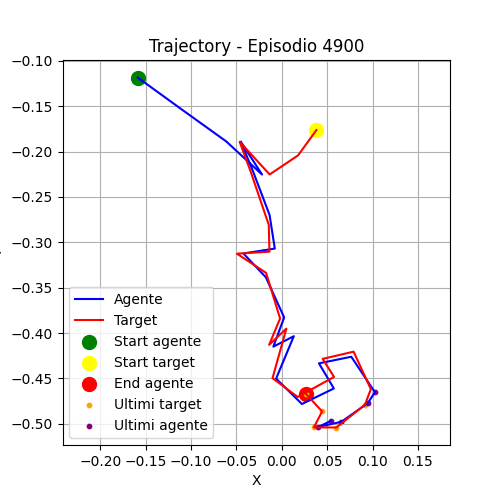 Trajectory - Episodio 4900
−0.10
−0.15
−0.20
−0.25
−0.30
−0.35
−0.40
−0.45
−0.50
Agente
Target
Start agente
Start target
End agente
Ultimi target
Ultimi agente
−0.20 −0.15 −0.10 −0.05 0.00 0.05 0.10 0.15
X